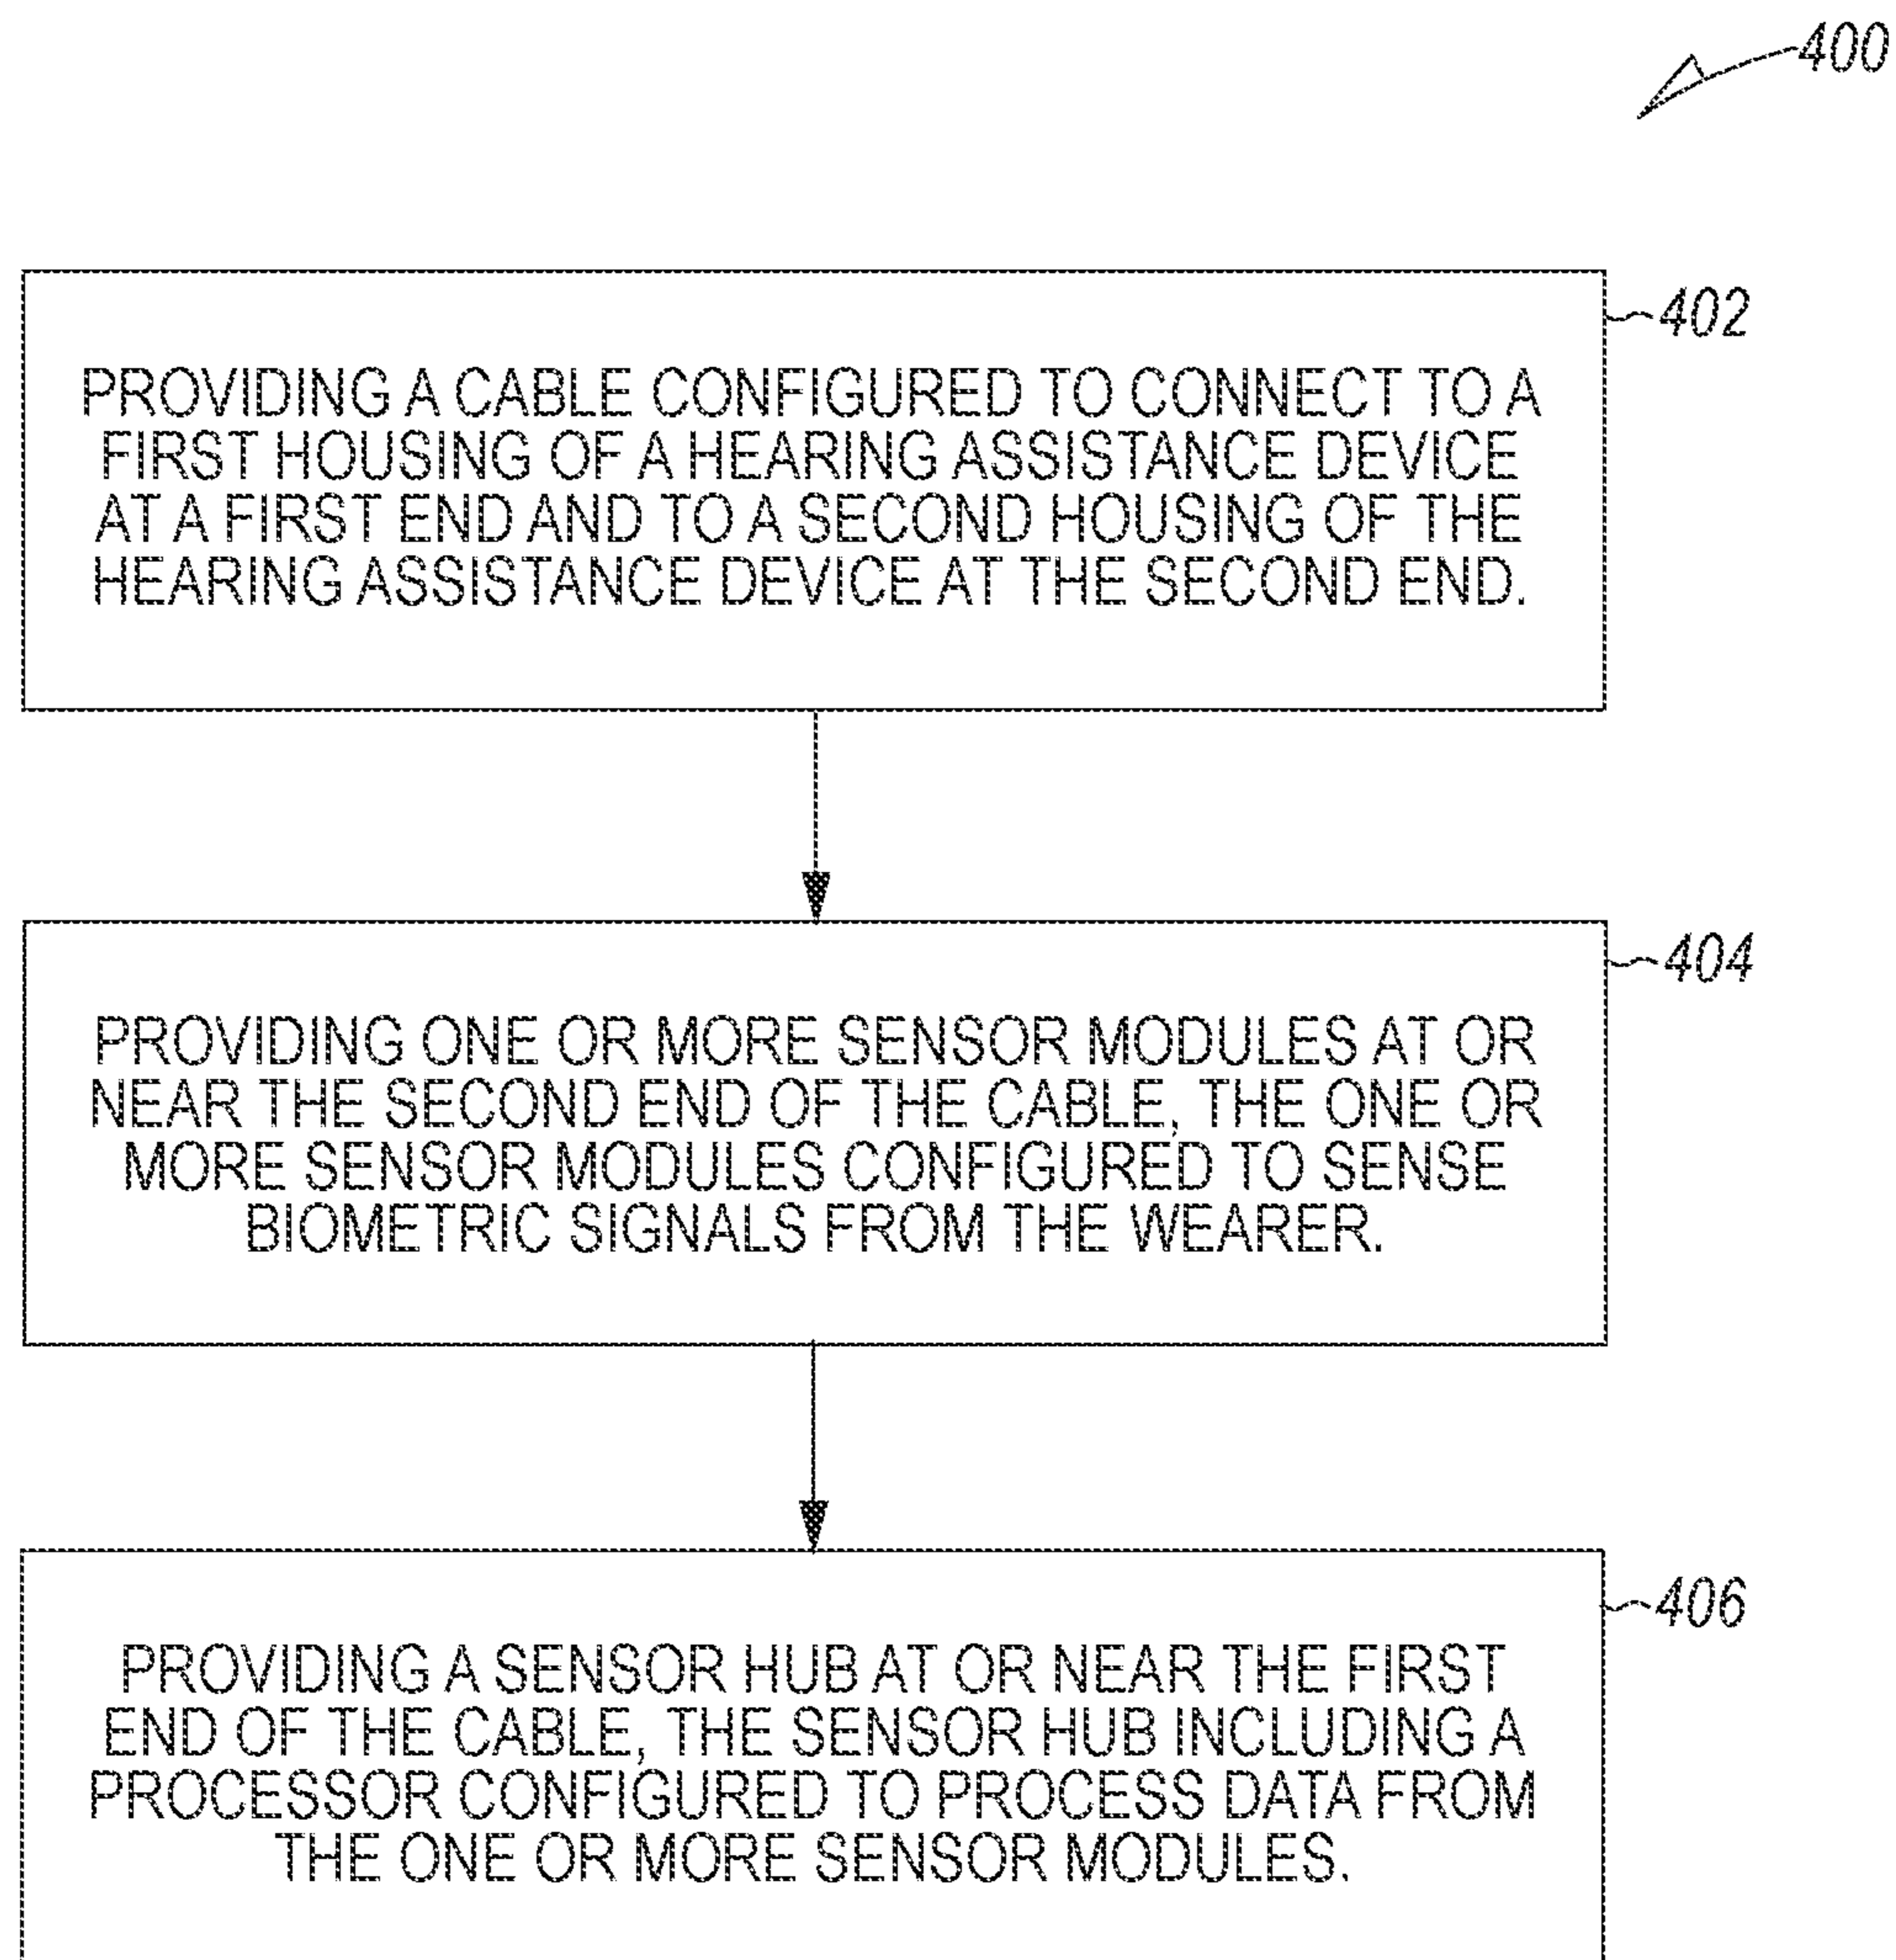 400
402
PROVIDING A CABLE CONFIGURED TO CONNECT TO A
FIRST HOUSING OF A HEARING ASSISTANCE DEVICE
AT A FIRST END AND TO A SECOND HOUSING OF THE
HEARING ASSISTANCE DEVICE AT THE SECOND END.
404
PROVIDING ONE OR MORE SENSOR MODULES AT OR
NEAR THE SECOND END OF THE CABLE, THE ONE OR
MORE SENSOR MODULES CONFIGURED TO SENSE
BIOMETRIC SIGNALS FROM THE WEARER.
406
PROVIDING A SENSOR HUB AT OR NEAR THE FIRST
END OF THE CABLE, THE SENSOR HUB INCLUDING A
PROCESSOR CONFIGURED TO PROCESS DATA FROM
THE ONE OR MORE SENSOR MODULES.